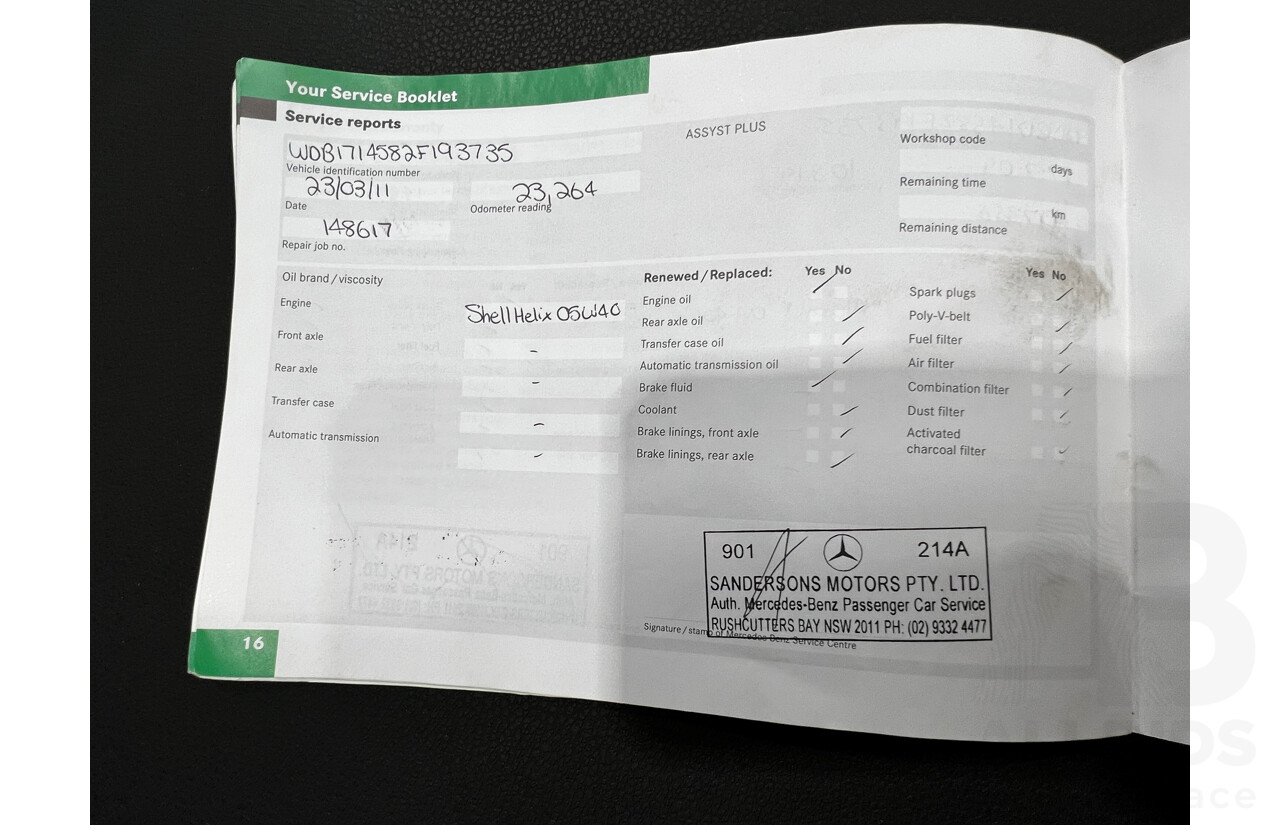 Your Service Booklet
Service reports
WDB1714582F193735
Vehicle identification number
23/03/11
Date
23,264
Odometer reading
148617
Repair job no.
ASSYST PLUS
Workshop code
days
Remaining time
km
Remaining distance
Oil brand / viscosity
Engine
Shell Helix 05W40
Front axle
-
Rear axle
-
Transfer case
-
Automatic transmission
-
Renewed / Replaced: Yes No
Engine oil
Rear axle oil
Transfer case oil
Automatic transmission oil
Brake fluid
Coolant
Brake linings, front axle
Brake linings, rear axle
Yes No
Spark plugs
Poly-V-belt
Fuel filter
Air filter
Combination filter
Dust filter
Activated
charcoal filter
901 214A
SANDERSONS MOTORS PTY. LTD.
Auth. Mercedes-Benz Passenger Car Service
RUSHCUTTERS BAY NSW 2011 PH: (02) 9332 4477
Signature / stamp of Mercedes-Benz Service Centre
16